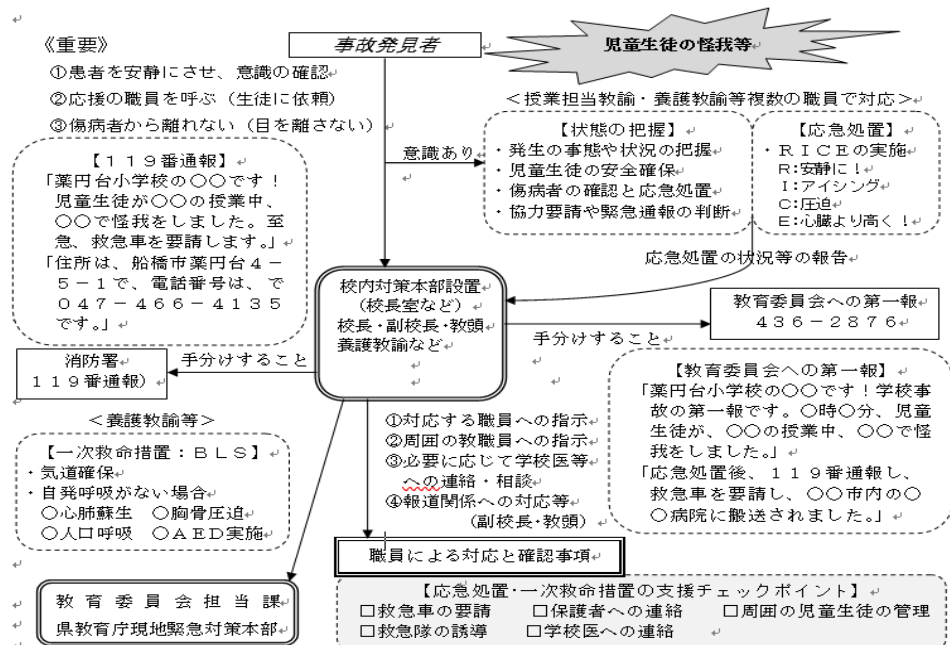 《重要》
事故発見者
児童生徒の怪我等
①患者を安静にさせ、意識の確認
②応援の職員を呼ぶ（生徒に依頼）
③傷病者から離れない（目を離さない）
＜授業担当教諭・養護教諭等複数の職員で対応＞
意識あり
【状態の把握】
・発生の事態や状況の把握
・児童生徒の安全確保
・傷病者の確認と応急処置
・協力要請や緊急通報の判断
【応急処置】
・ＲＩＣＥの実施
R:安静に！
I:アイシング
C:圧迫
E:心臓より高く！
【１１９番通報】
「薬円台小学校の〇〇です！
児童生徒が〇〇の授業中、
〇〇で怪我をしました。至
急、救急車を要請します。」
「住所は、船橋市薬円台４－
５－１で、電話番号は、で
０４７－４６６－４１３５
です。」
応急処置の状況等の報告
校内対策本部設置
（校長室など）
校長・副校長・教頭
養護教諭など
教育委員会への第一報
４３６－２８７６
手分けすること
手分けすること
消防署
１１９番通報）
【教育委員会への第一報】
「薬円台小学校の〇〇です！学校事
故の第一報です。〇時〇分、児童
生徒が、〇〇の授業中、〇〇で怪
我をしました。」
「応急処置後、１１９番通報し、
救急車を要請し、〇〇市内の〇
〇病院に搬送されました。」
＜養護教諭等＞
【一次救命措置：ＢＬＳ】
・気道確保
・自発呼吸がない場合
〇心肺蘇生　〇胸骨圧迫
〇人口呼吸　〇ＡＥＤ実施
①対応する職員への指示
②周囲の教職員への指示
③必要に応じて学校医等
への連絡・相談
④報道関係への対応等
（副校長・教頭）
職員による対応と確認事項
教育委員会担当課
県教育庁現地緊急対策本部
【応急処置・一次救命措置の支援チェックポイント】
□救急車の要請　□保護者への連絡　□周囲の児童生徒の管理
□救急隊の誘導　□学校医への連絡